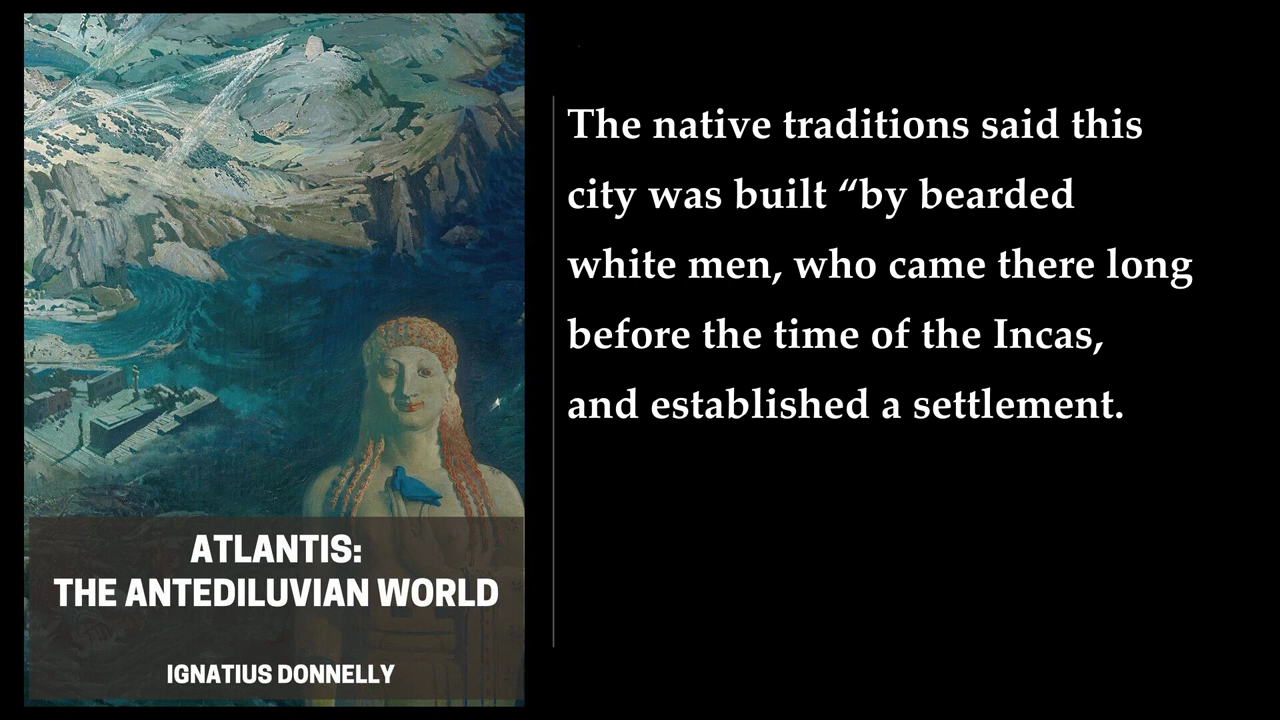 The native traditions said this
city was built “by bearded
white men, who came there long
before the time of the Incas,
and established a settlement.
ATLANTIS:
THE ANTEDILUVIAN WORLD
IGNATIUS DONNELLY